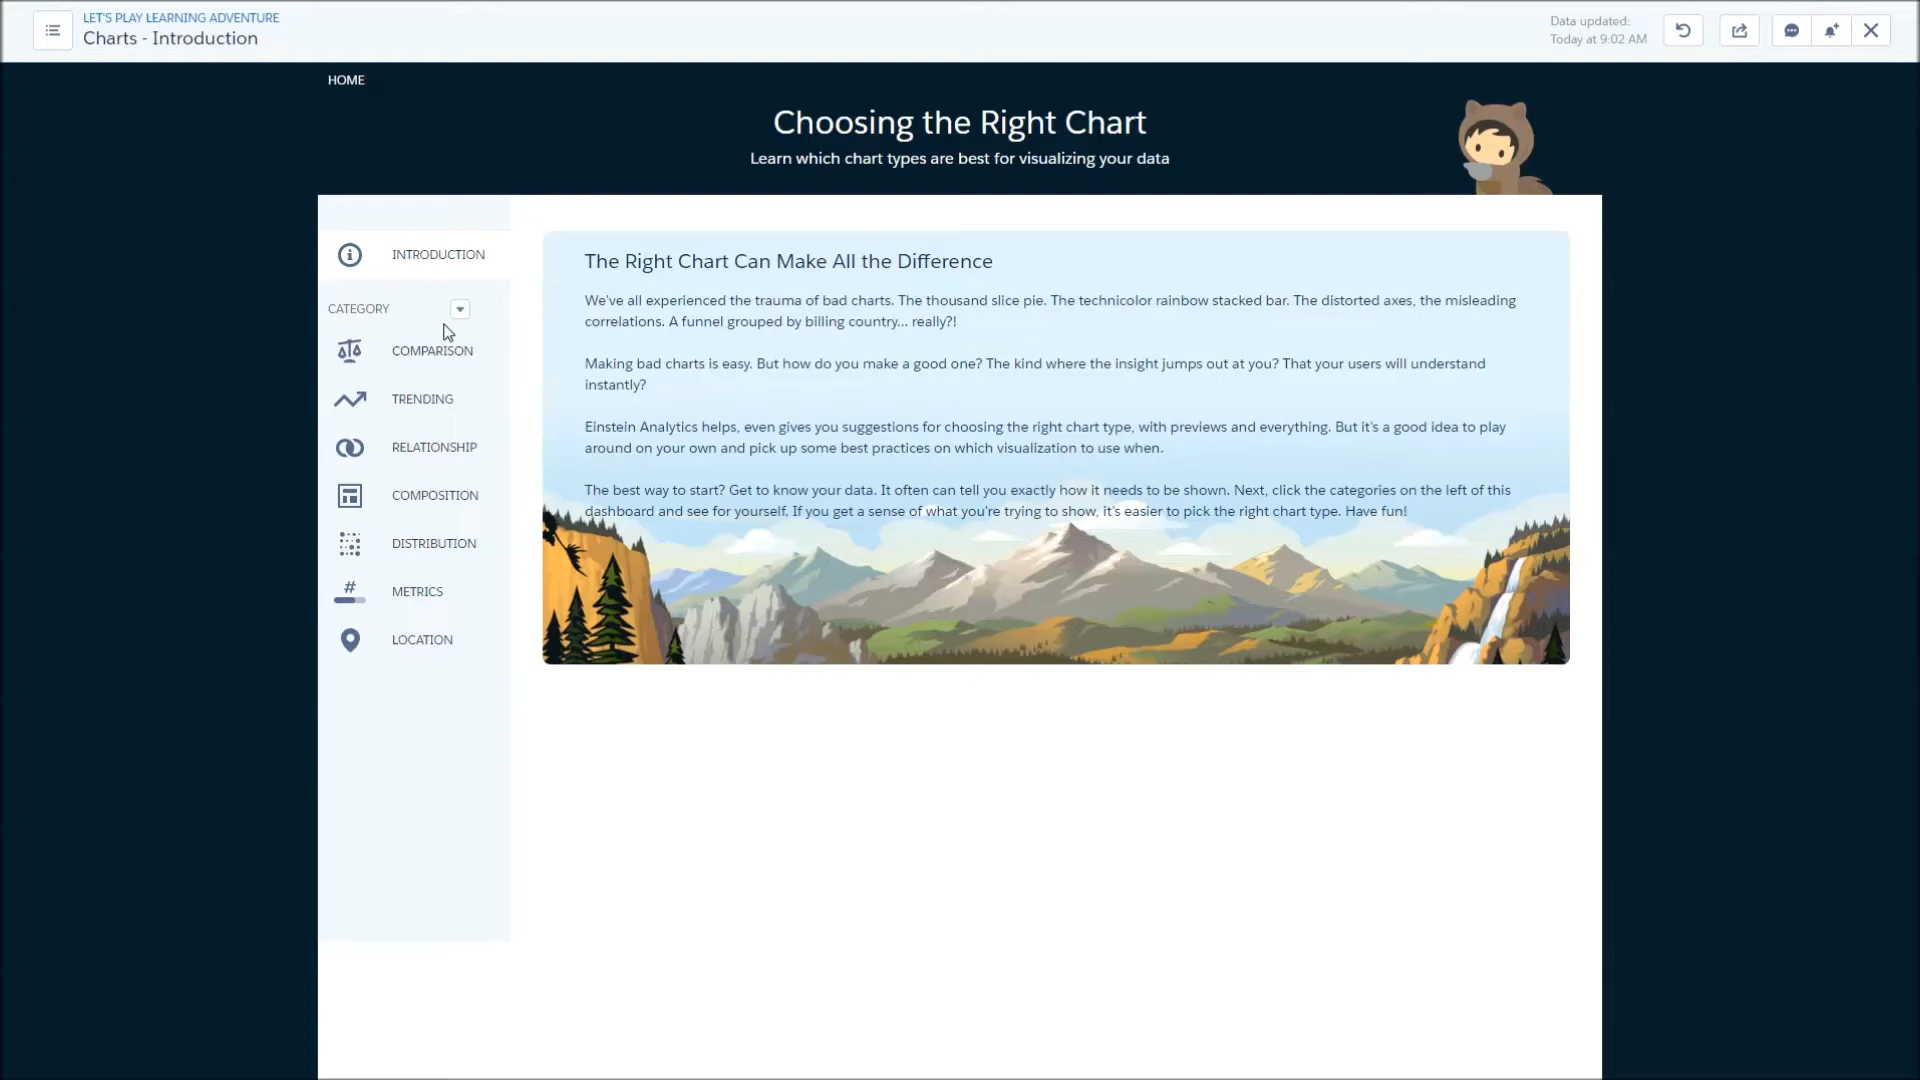 LET'S PLAY LEARNING ADVENTURE
Charts - Introduction
Data updated:
Today at 9:02 AM
HOME
Choosing the Right Chart
Learn which chart types are best for visualizing your data
INTRODUCTION
CATEGORY
COMPARISON
TRENDING
RELATIONSHIP
COMPOSITION
DISTRIBUTION
#
METRICS
LOCATION
The Right Chart Can Make All the Difference
We've all experienced the trauma of bad charts. The thousand slice pie. The technicolor rainbow stacked bar. The distorted axes, the misleading
correlations. A funnel grouped by billing country... really?!
Making bad charts is easy. But how do you make a good one? The kind where the insight jumps out at you? That your users will understand
instantly?
Einstein Analytics helps, even gives you suggestions for choosing the right chart type, with previews and everything. But it's a good idea to play
around on your own and pick up some best practices on which visualization to use when.
The best way to start? Get to know your data. It often can tell you exactly how it needs to be shown. Next, click the categories on the left of this
dashboard and see for yourself. If you get a sense of what you're trying to show, it's easier to pick the right chart type. Have fun!